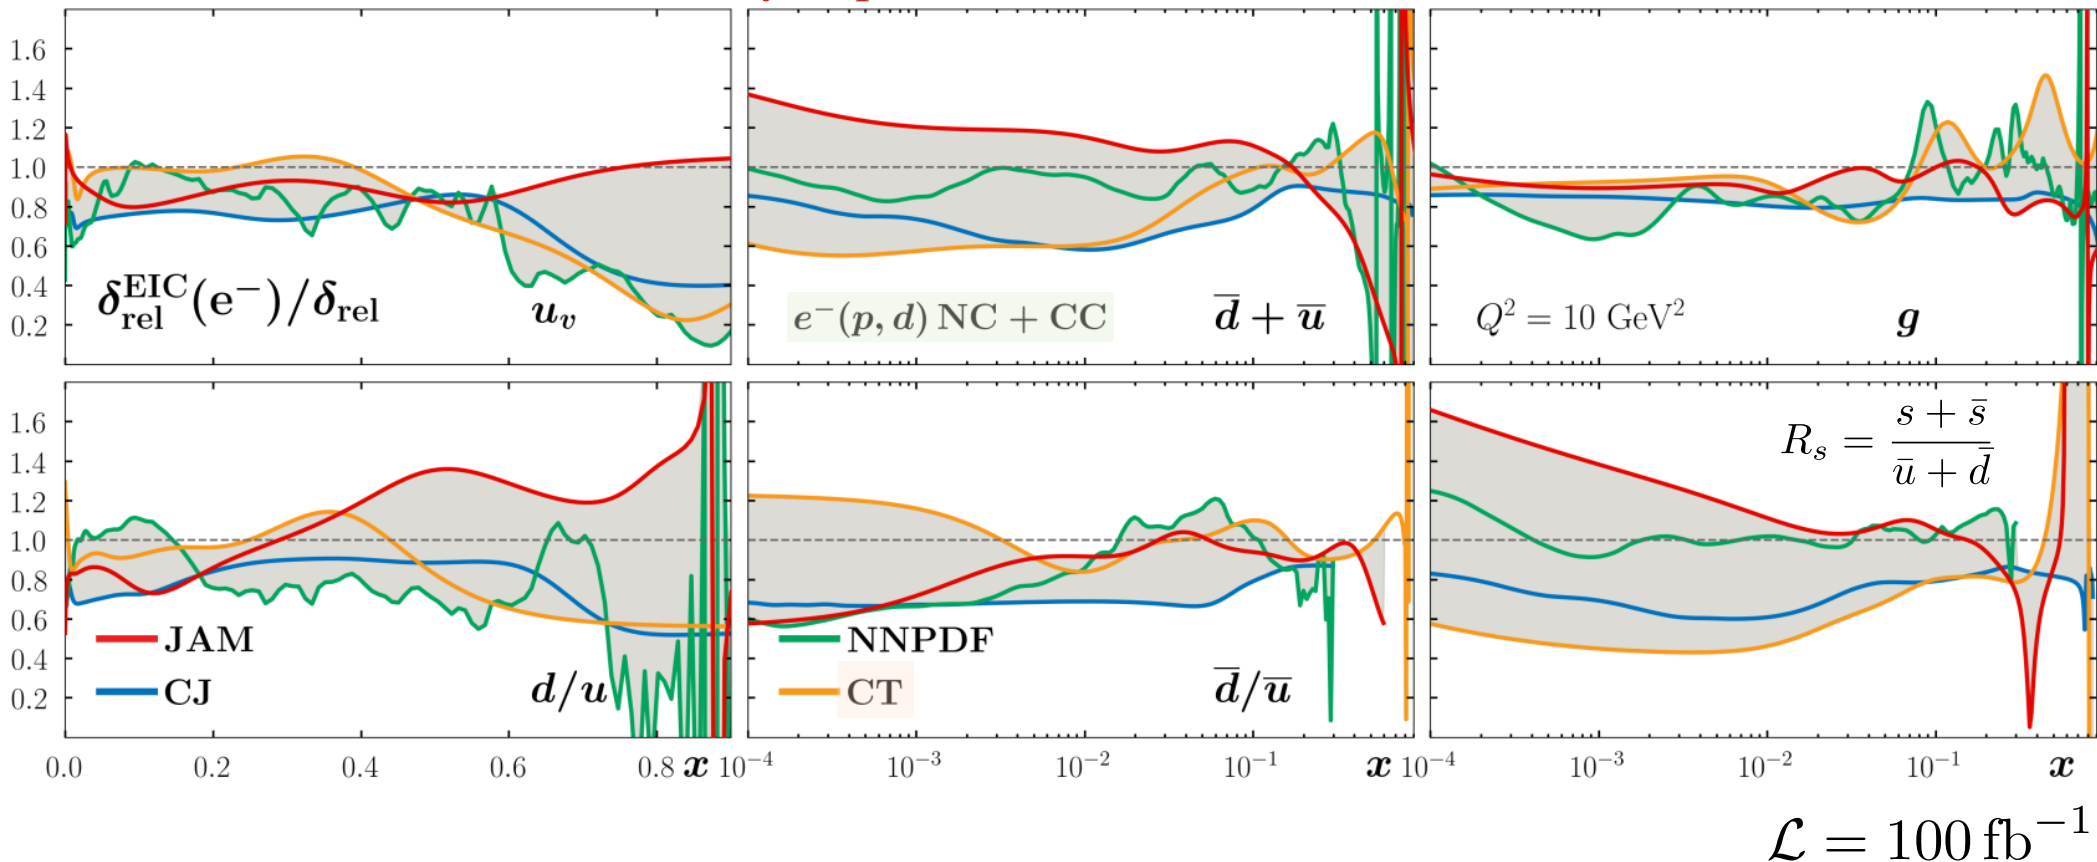 1.6
1.4
1.2
1.0
0.8
0.6
0.4
0.2
δ_rel^EIC(e⁻)/δ_rel
u_v
e⁻(p, d) NC + CC
d̅ + u̅
Q² = 10 GeV²
g
1.6
1.4
1.2
1.0
0.8
0.6
0.4
0.2
JAM
CJ
d/u
NNPDF
CT
d̅/u̅
R_s = (s + s̄)/(ū + d̄)
0.0 0.2 0.4 0.6 0.8 x 10⁻⁴ 10⁻³ 10⁻² 10⁻¹ x 10⁻⁴ 10⁻³ 10⁻² 10⁻¹ x
ℒ = 100 fb⁻¹